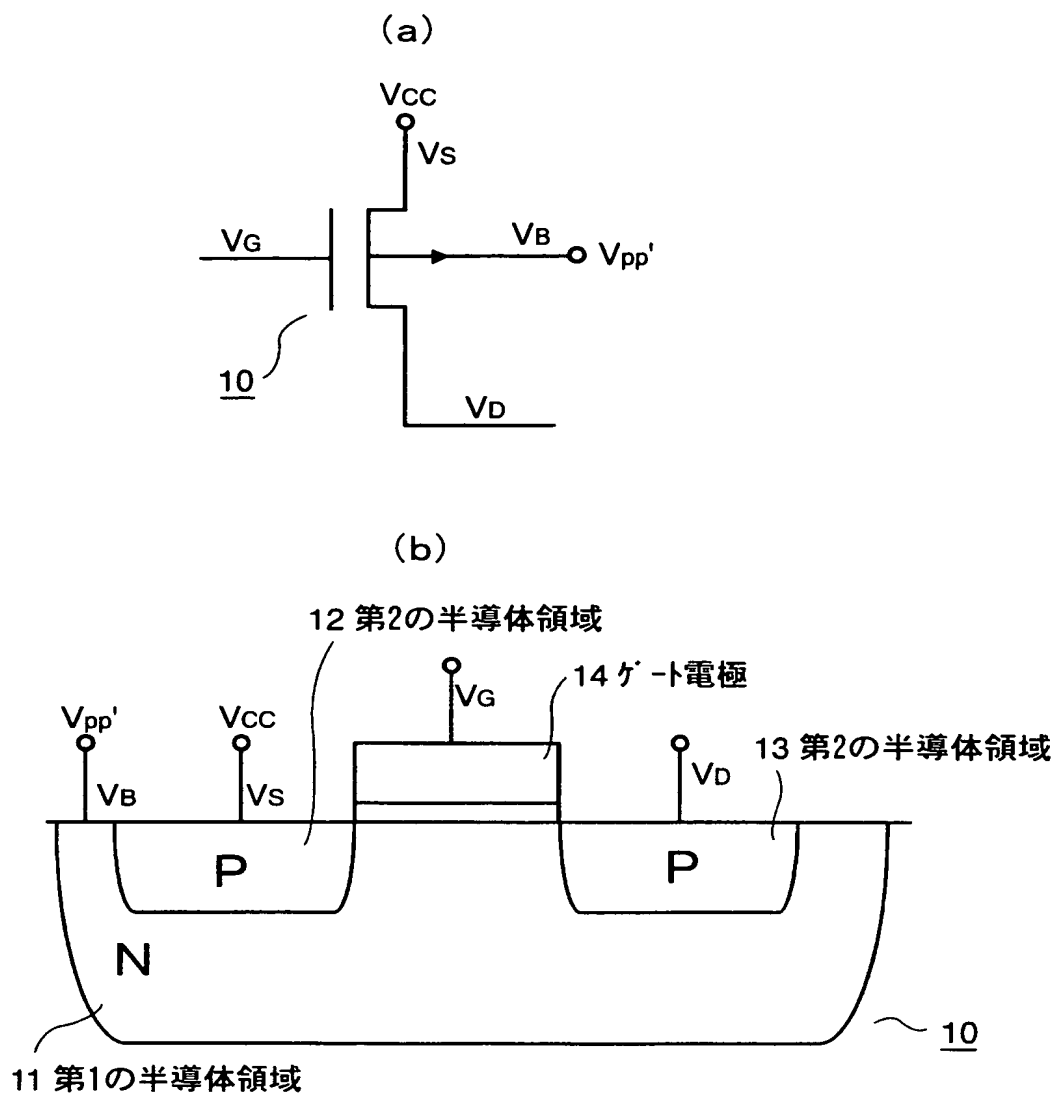 (a)
VCC
VS
VG
VB
Vpp'
10
VD
(b)
12 第2の半導体領域
14 ゲート電極
VG
Vpp'
VCC
13 第2の半導体領域
VB
VS
VD
P
P
N
10
11 第1の半導体領域